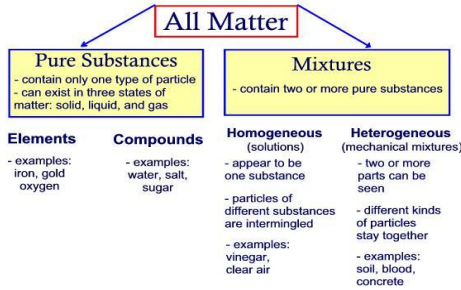 All Matter
Pure Substances
- contain only one type of particle
- can exist in three states of
matter: solid, liquid, and gas
Mixtures
- contain two or more pure substances
Elements
- examples:
iron, gold
oxygen
Compounds
- examples:
water, salt,
sugar
Homogeneous
(solutions)
- appear to be
one substance
- particles of
different substances
are intermingled
- examples:
vinegar,
clear air
Heterogeneous
(mechanical mixtures)
- two or more
parts can be
seen
- different kinds
of particles
stay together
- examples:
soil, blood,
concrete